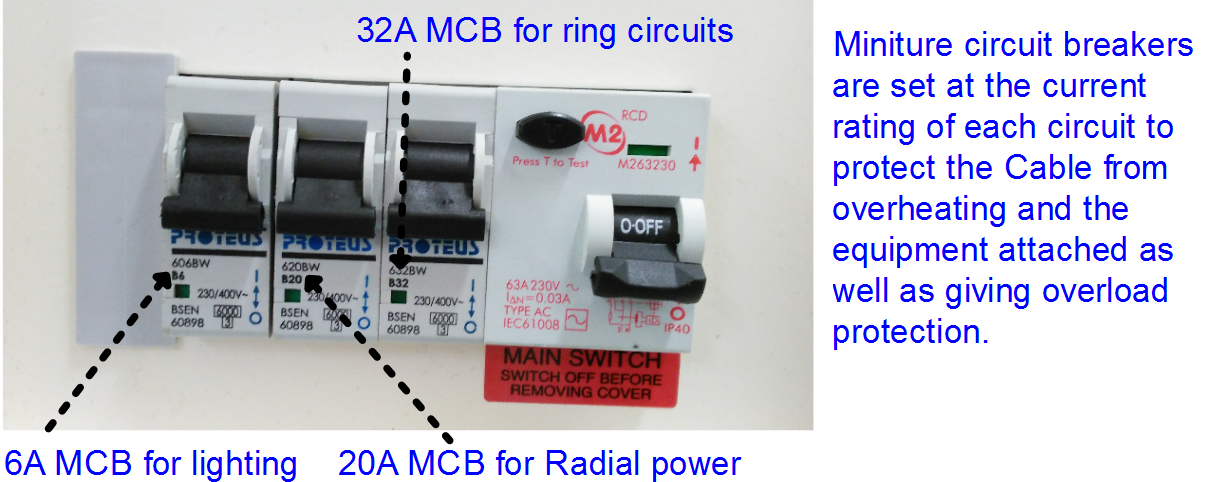 32A MCB for ring circuits
Miniture circuit breakers
are set at the current
rating of each circuit to
protect the Cable from
overheating and the
equipment attached as
well as giving overload
protection.
PROTEUS
606BW
B6
230/400V~
BSEN
60898
6000
3
PROTEUS
620BW
B20
230/400V~
BSEN
60898
6000
3
PROTEUS
632BW
B32
230/400V~
BSEN
60898
6000
3
M2
RCD
Press T to Test
M263230
I
O-OFF
63A 230V ~
IΔN=0.03A
TYPE AC
IEC61008
IP40
MAIN SWITCH
SWITCH OFF BEFORE
REMOVING COVER
6A MCB for lighting
20A MCB for Radial power